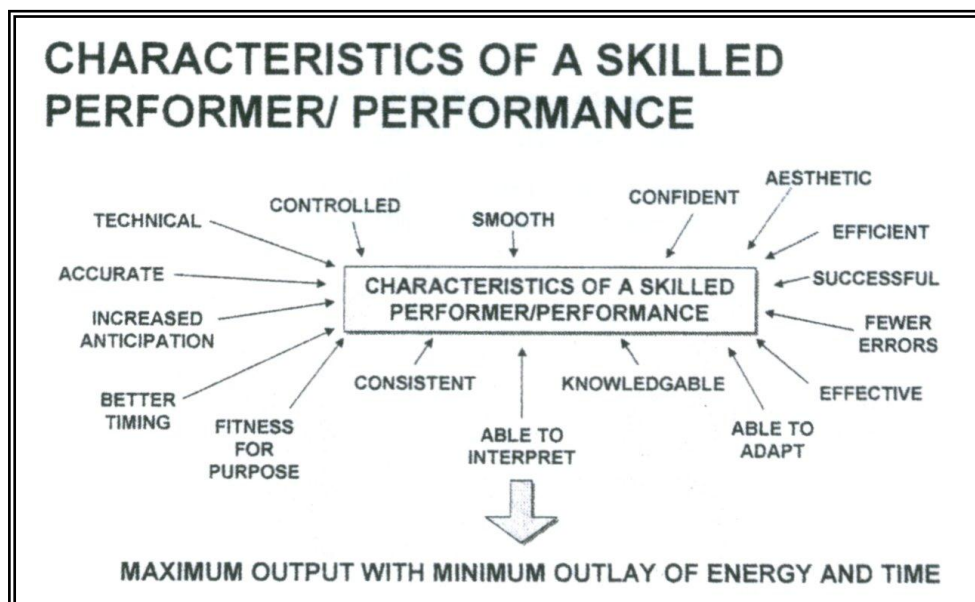 CHARACTERISTICS OF A SKILLED
PERFORMER/ PERFORMANCE
AESTHETIC
CONFIDENT
CONTROLLED
SMOOTH
TECHNICAL
EFFICIENT
ACCURATE
SUCCESSFUL
CHARACTERISTICS OF A SKILLED
PERFORMER/PERFORMANCE
INCREASED
ANTICIPATION
FEWER
ERRORS
CONSISTENT
KNOWLEDGABLE
EFFECTIVE
BETTER
TIMING
FITNESS
FOR
PURPOSE
ABLE TO
INTERPRET
ABLE TO
ADAPT
MAXIMUM OUTPUT WITH MINIMUM OUTLAY OF ENERGY AND TIME